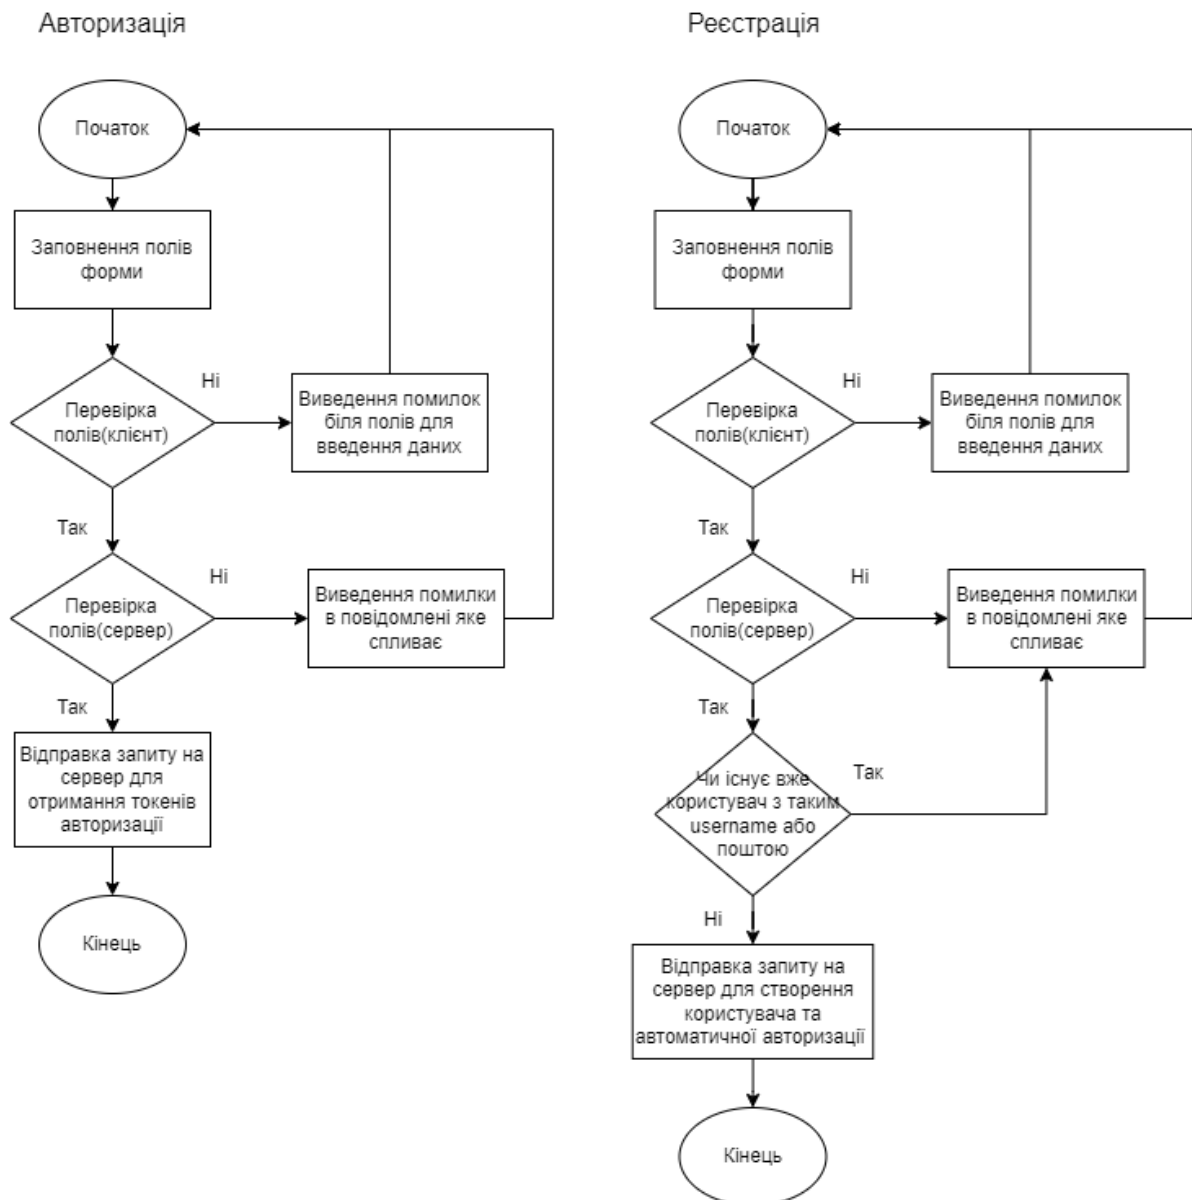 Авторизація
Початок
Заповнення полів
форми
Перевірка
полів(клієнт)
Ні
Виведення помилок
біля полів для
введення даних
Так
Перевірка
полів(сервер)
Ні
Виведення помилки
в повідомлені яке
спливає
Так
Відправка запиту на
сервер для
отримання токенів
авторизації
Кінець
Реєстрація
Початок
Заповнення полів
форми
Перевірка
полів(клієнт)
Ні
Виведення помилок
біля полів для
введення даних
Так
Перевірка
полів(сервер)
Ні
Виведення помилки
в повідомлені яке
спливає
Так
Чи існує вже
користувач з таким
username або
поштою
Так
Ні
Відправка запиту на
сервер для створення
користувача та
автоматичної авторизації
Кінець